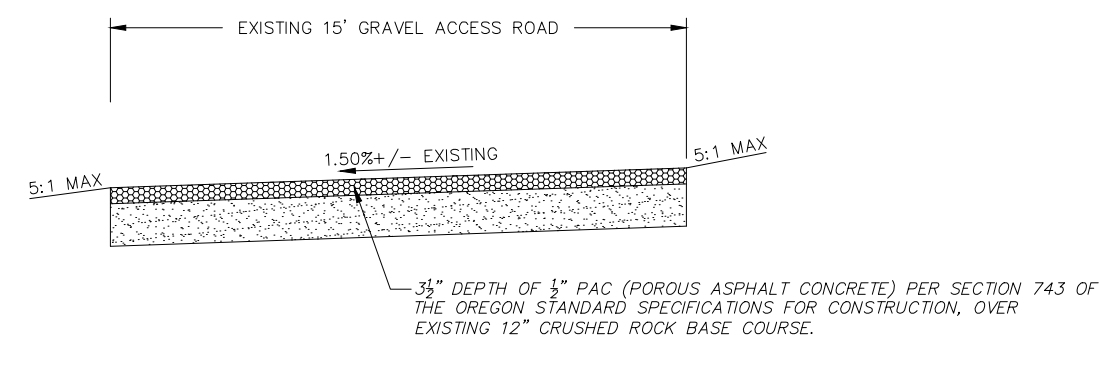 EXISTING 15' GRAVEL ACCESS ROAD
1.50%+/- EXISTING
5:1 MAX
5:1 MAX
3½" DEPTH OF ½" PAC (POROUS ASPHALT CONCRETE) PER SECTION 743 OF
THE OREGON STANDARD SPECIFICATIONS FOR CONSTRUCTION, OVER
EXISTING 12" CRUSHED ROCK BASE COURSE.